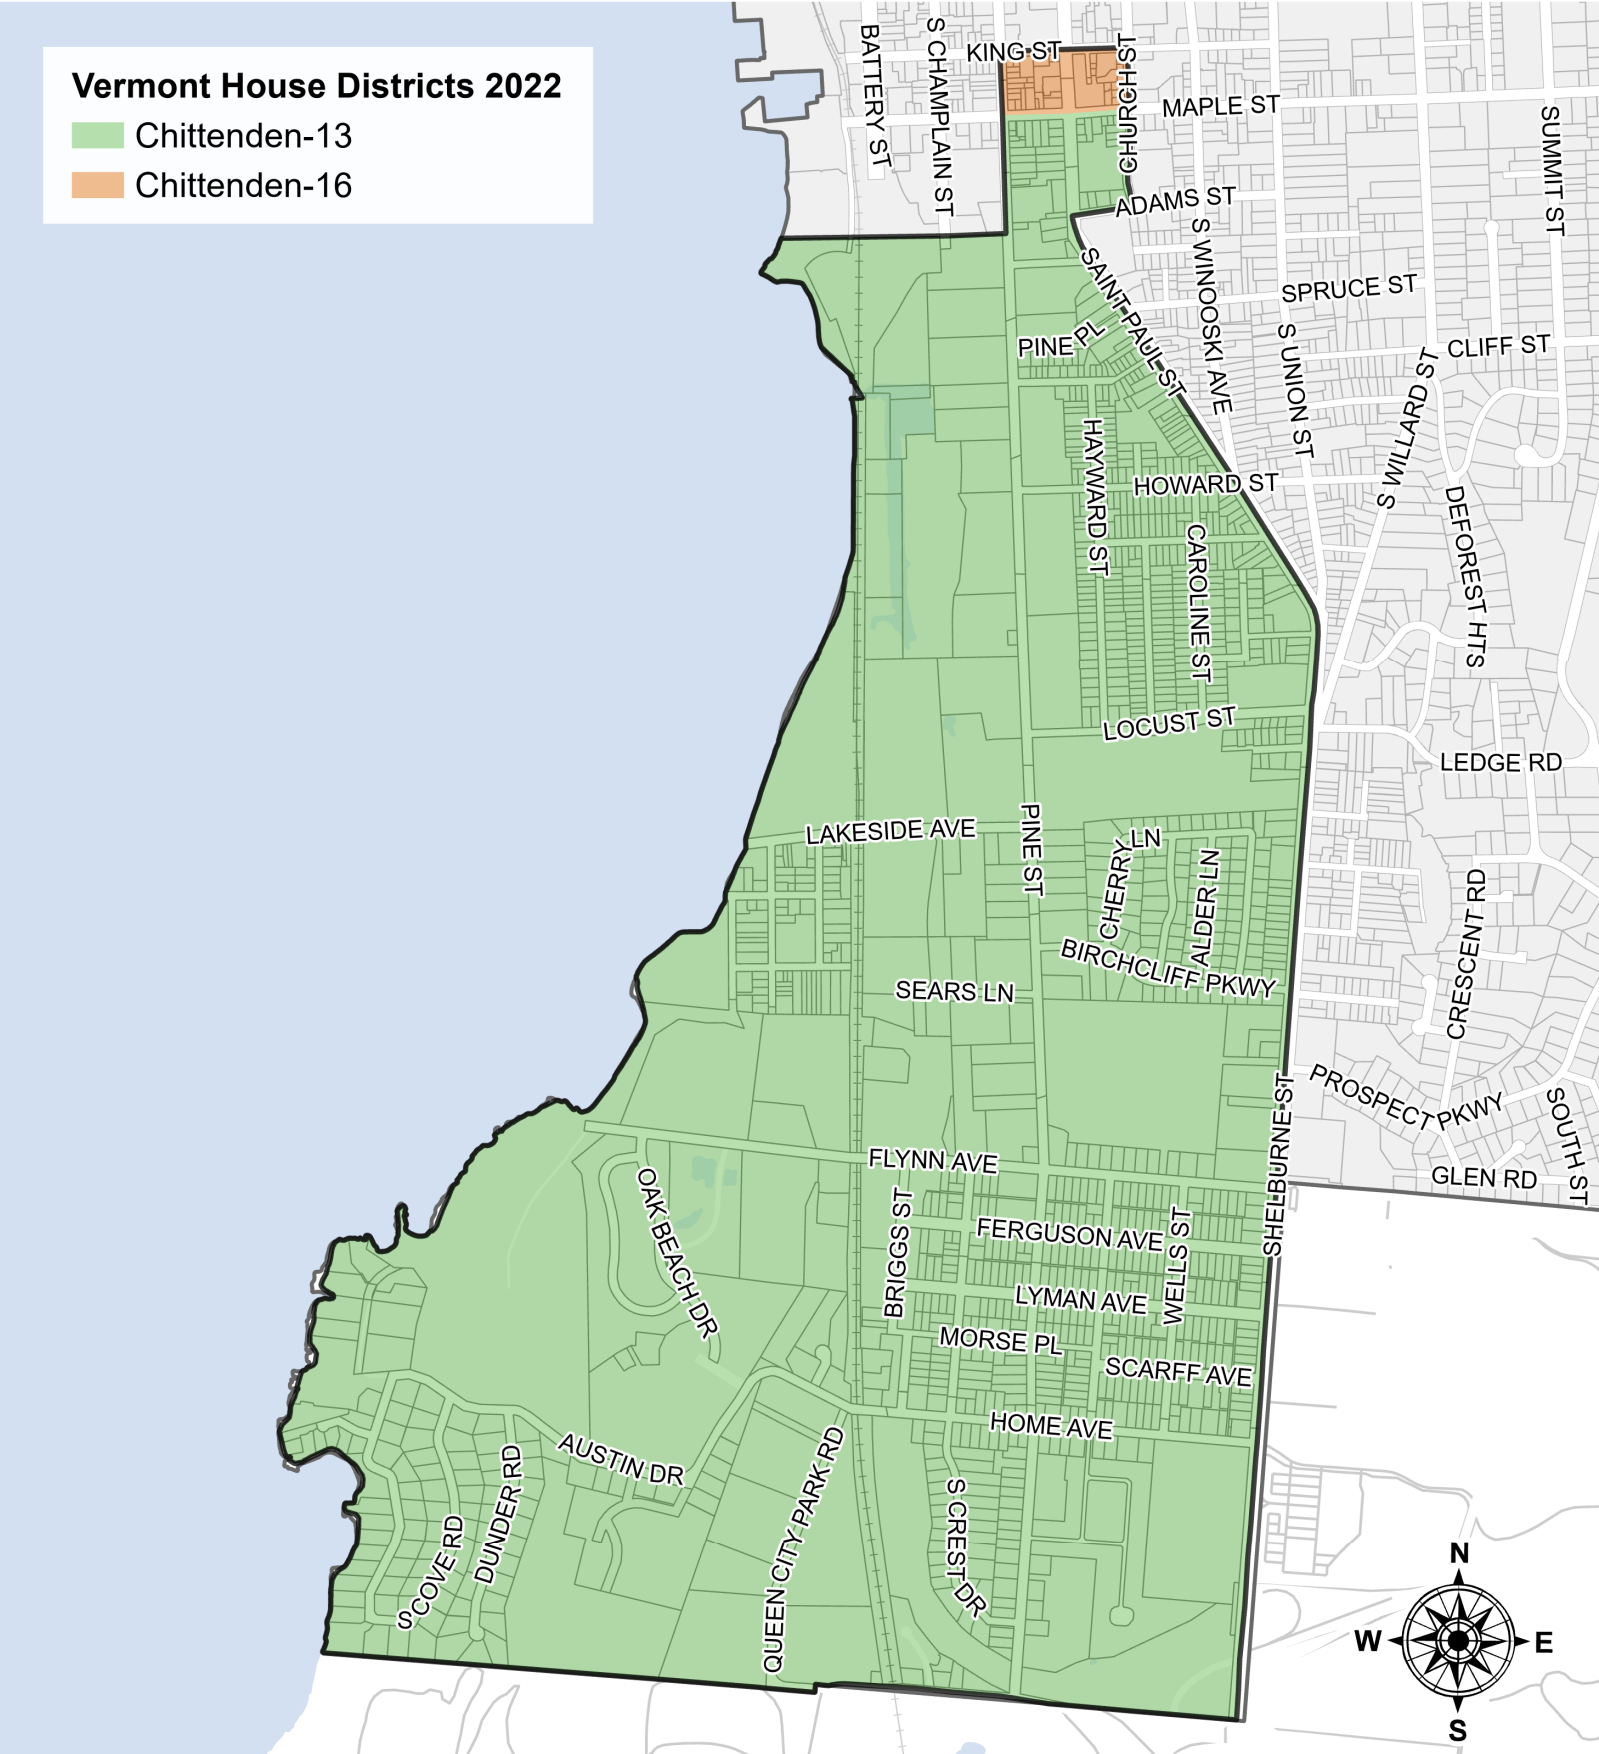 Vermont House Districts 2022
Chittenden-13
Chittenden-16
BATTERY ST
S CHAMPLAIN ST
KING ST
CHURCH ST
MAPLE ST
SUMMIT ST
ADAMS ST
S WINOOSKI AVE
SAINT PAUL ST
SPRUCE ST
PINE PL
S UNION ST
CLIFF ST
S WILLARD ST
HAYWARD ST
HOWARD ST
DEFOREST HTS
CAROLINE ST
LOCUST ST
LEDGE RD
LAKESIDE AVE
PINE ST
CHERRY LN
ALDER LN
CRESCENT RD
BIRCHCLIFF PKWY
SEARS LN
PROSPECT PKWY
SOUTH ST
SHELBURNE ST
FLYNN AVE
GLEN RD
OAK BEACH DR
BRIGGS ST
FERGUSON AVE
WELLS ST
LYMAN AVE
MORSE PL
SCARFF AVE
HOME AVE
AUSTIN DR
QUEEN CITY PARK RD
DUNDER RD
S COVE RD
S CREST DR
N
W
E
S